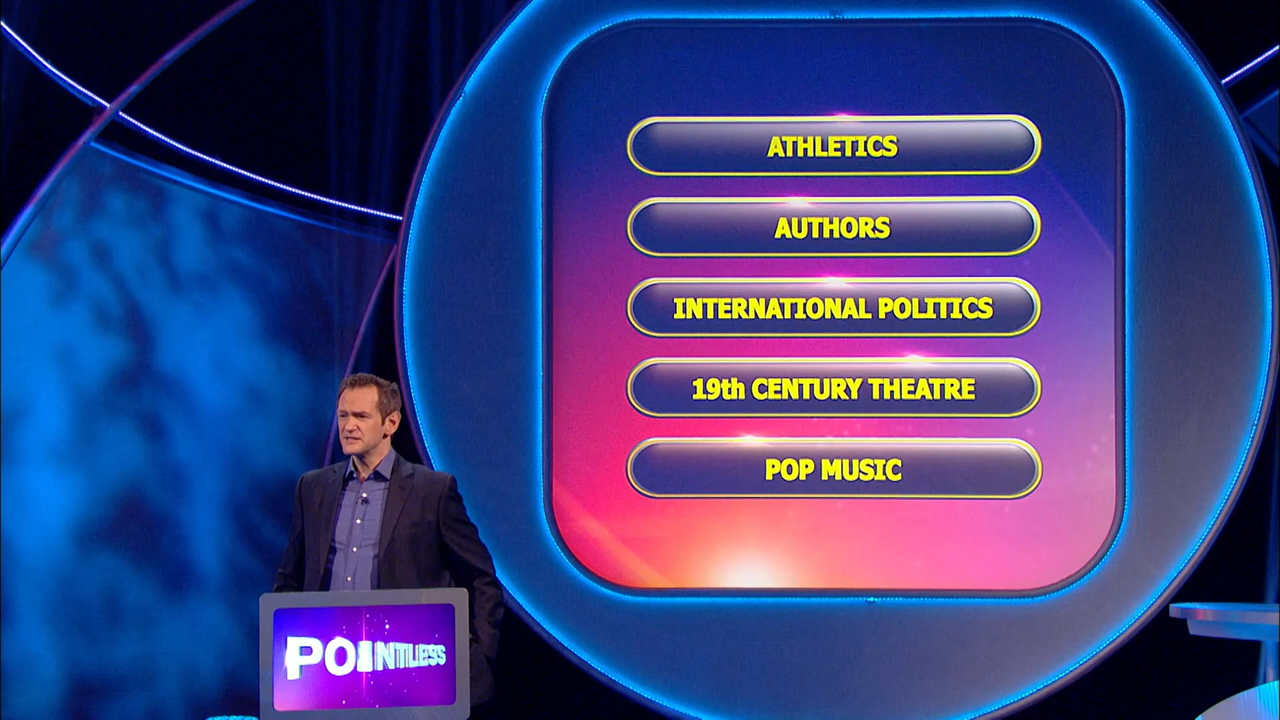 ATHLETICS
AUTHORS
INTERNATIONAL POLITICS
19th CENTURY THEATRE
POP MUSIC
POINTLESS